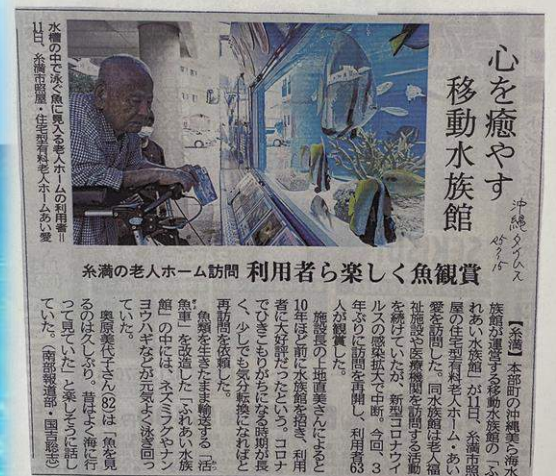 心を癒やす
移動水族館
沖縄タイムス
水槽の中で泳ぐ魚に見入る老人ホームの利用者＝
11日、糸満市照屋・住宅型有料老人ホームあい愛
糸満の老人ホーム訪問 利用者ら楽しく魚観賞
【糸満】本部町の沖縄美ら海水
族館が運営する移動水族館の「ふ
れあい水族館」が11日、糸満市照
屋の住宅型有料老人ホーム・あい
愛を訪問した。同水族館は老人福
祉施設や医療機関を訪問する活動
を続けていたが、新型コロナウイ
ルスの感染拡大で中断。今回、
年ぶりに訪問を再開し、利用者63
人が観賞した。
施設長の上地直美さんによると
10年ほど前に水族館を招き、利用
者に大好評だったという。コロナ
でひきこもりがちになる時期が長
く、少しでも気分転換になればと
再訪問を依頼した。
魚類を生きたまま輸送する「活
魚車」を改造した「ふれあい水族
館」の中には、ネズミフグやナン
ヨウハギなどが元気よく泳ぎ回っ
ていた。
奥原美代子さん(82)は「魚を見
るのは久しぶり。昔はよく海に行
って見ていた」と楽しそうに話し
ていた。(南部報道部・国吉聡志)